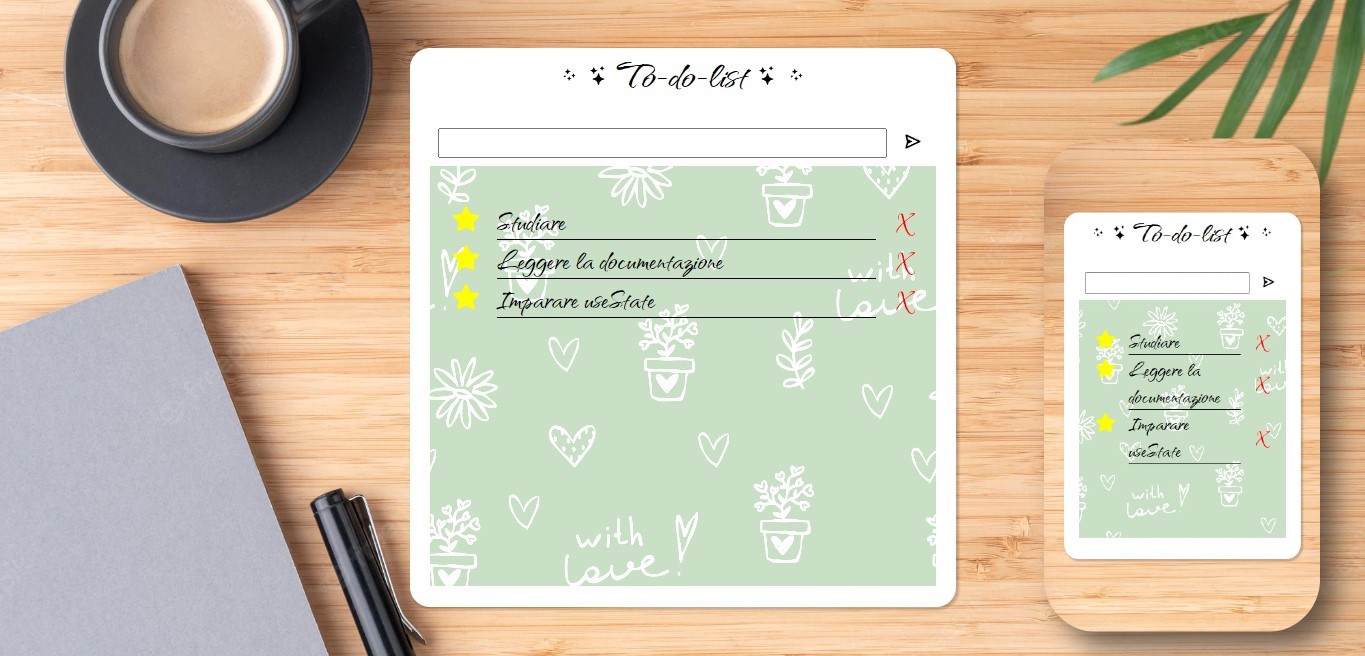 To-do-list
Studiare
X
Leggere la documentazione
X
Imparare useState
X
with
love!
with
love!
To-do-list
Studiare
X
Leggere la
documentazione
X
Imparare
useState
X
with
love!